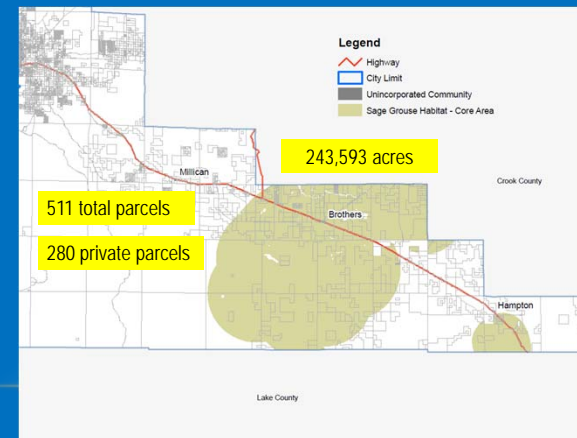 Legend
Highway
City Limit
Unincorporated Community
Sage Grouse Habitat - Core Area
243,593 acres
Millican
Crook County
511 total parcels
Brothers
280 private parcels
Hampton
Lake County